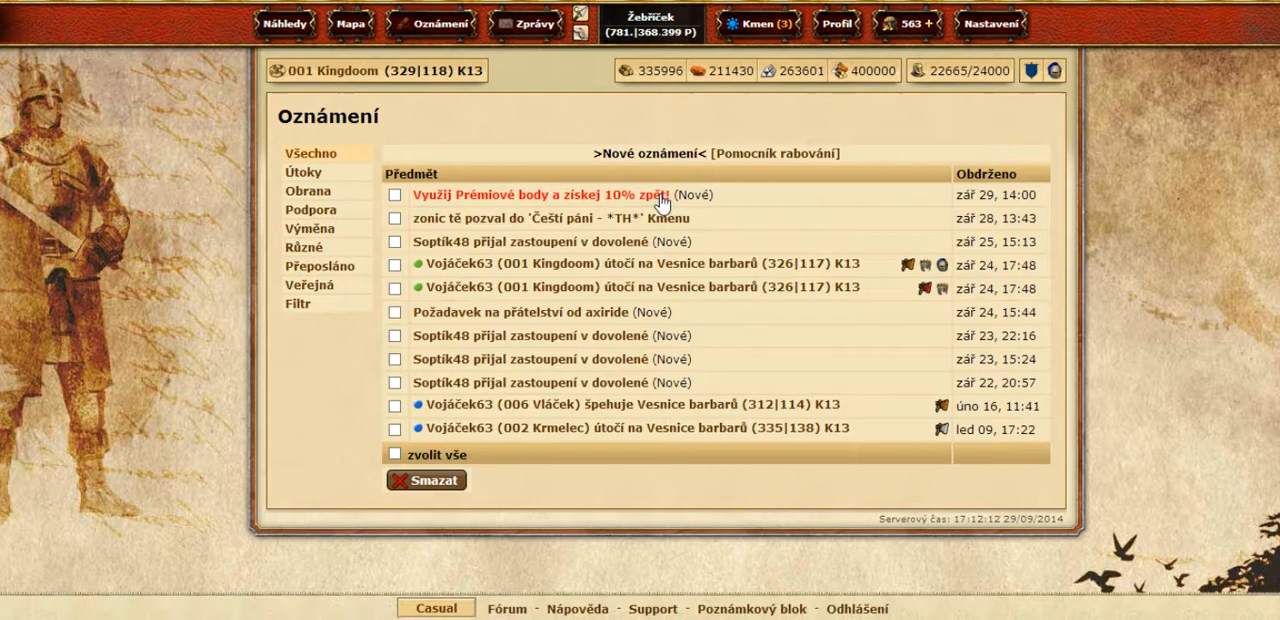 Náhledy Mapa Oznámení Zprávy Žebříček Kmen (3) Profil 563 + Nastavení
(781.|368.399 P)
001 Kingdoom (329|118) K13 335996 211430 263601 400000 22665/24000
Oznámení
Všechno
Útoky
Obrana
Podpora
Výměna
Různé
Přeposláno
Veřejná
Filtr
>Nové oznámení< [Pomocník rabování]
Předmět Obdrženo
Využij Prémiové body a získej 10% zpět! (Nové) zář 29, 14:00
zonic tě pozval do 'Čeští páni - *TH*' Kmenu zář 28, 13:43
Soptík48 přijal zastoupení v dovolené (Nové) zář 25, 15:13
Vojáček63 (001 Kingdoom) útočí na Vesnice barbarů (326|117) K13 zář 24, 17:48
Vojáček63 (001 Kingdoom) útočí na Vesnice barbarů (326|117) K13 zář 24, 17:48
Požadavek na přátelství od axiride (Nové) zář 24, 15:44
Soptík48 přijal zastoupení v dovolené (Nové) zář 23, 22:16
Soptík48 přijal zastoupení v dovolené (Nové) zář 23, 15:24
Soptík48 přijal zastoupení v dovolené (Nové) zář 22, 20:57
Vojáček63 (006 Vláček) špehuje Vesnice barbarů (312|114) K13 úno 16, 11:41
Vojáček63 (002 Krmelec) útočí na Vesnice barbarů (335|138) K13 led 09, 17:22
zvolit vše
Smazat
Serverový čas: 17:12:12 29/09/2014
Casual Fórum - Nápověda - Support - Poznámkový blok - Odhlášení